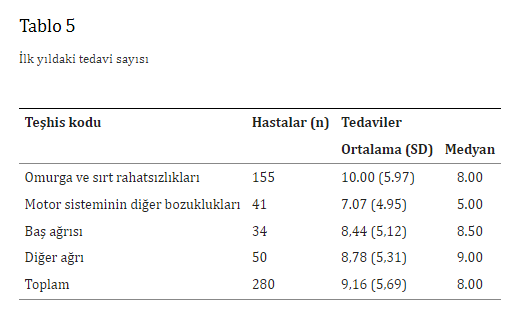 Tablo 5
İlk yıldaki tedavi sayısı
Teşhis kodu Hastalar (n) Tedaviler
Ortalama (SD) Medyan
Omurga ve sırt rahatsızlıkları 155 10.00 (5.97) 8.00
Motor sisteminin diğer bozuklukları 41 7.07 (4.95) 5.00
Baş ağrısı 34 8,44 (5,12) 8.50
Diğer ağrı 50 8,78 (5,31) 9.00
Toplam 280 9,16 (5,69) 8.00